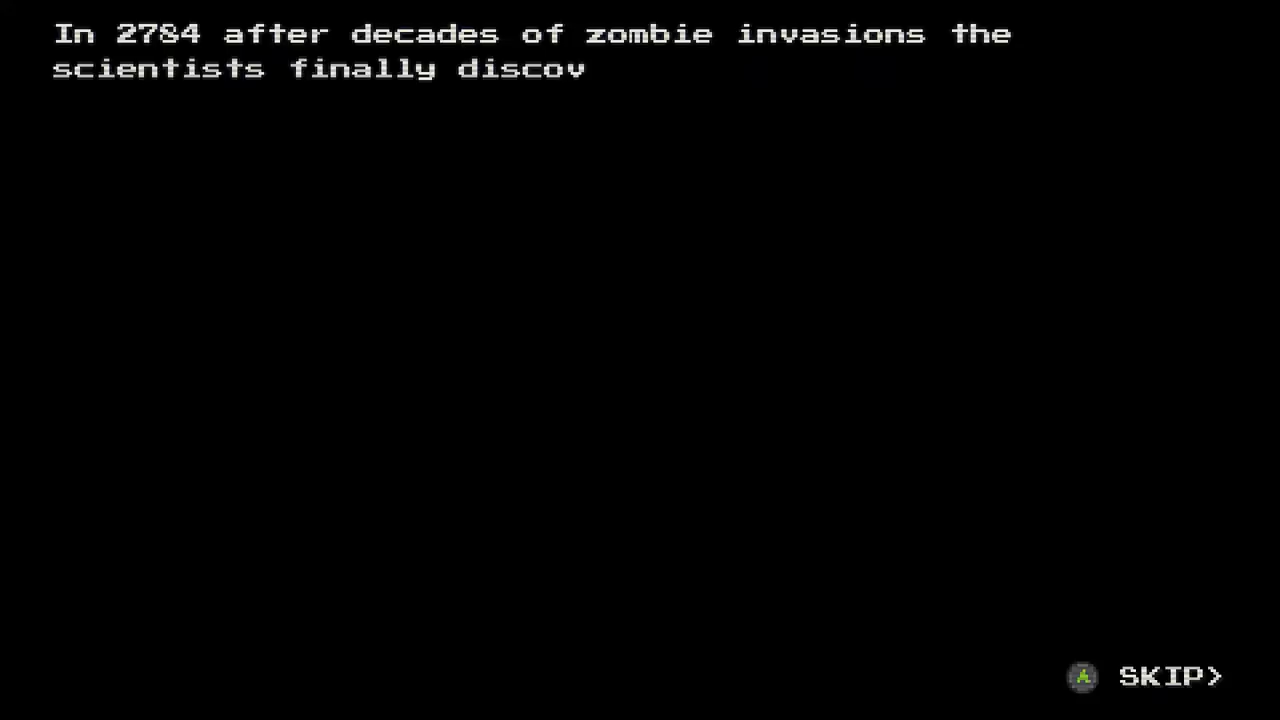 In 2784 after decades of zombie invasions the
scientists finally discov
A SKIP>